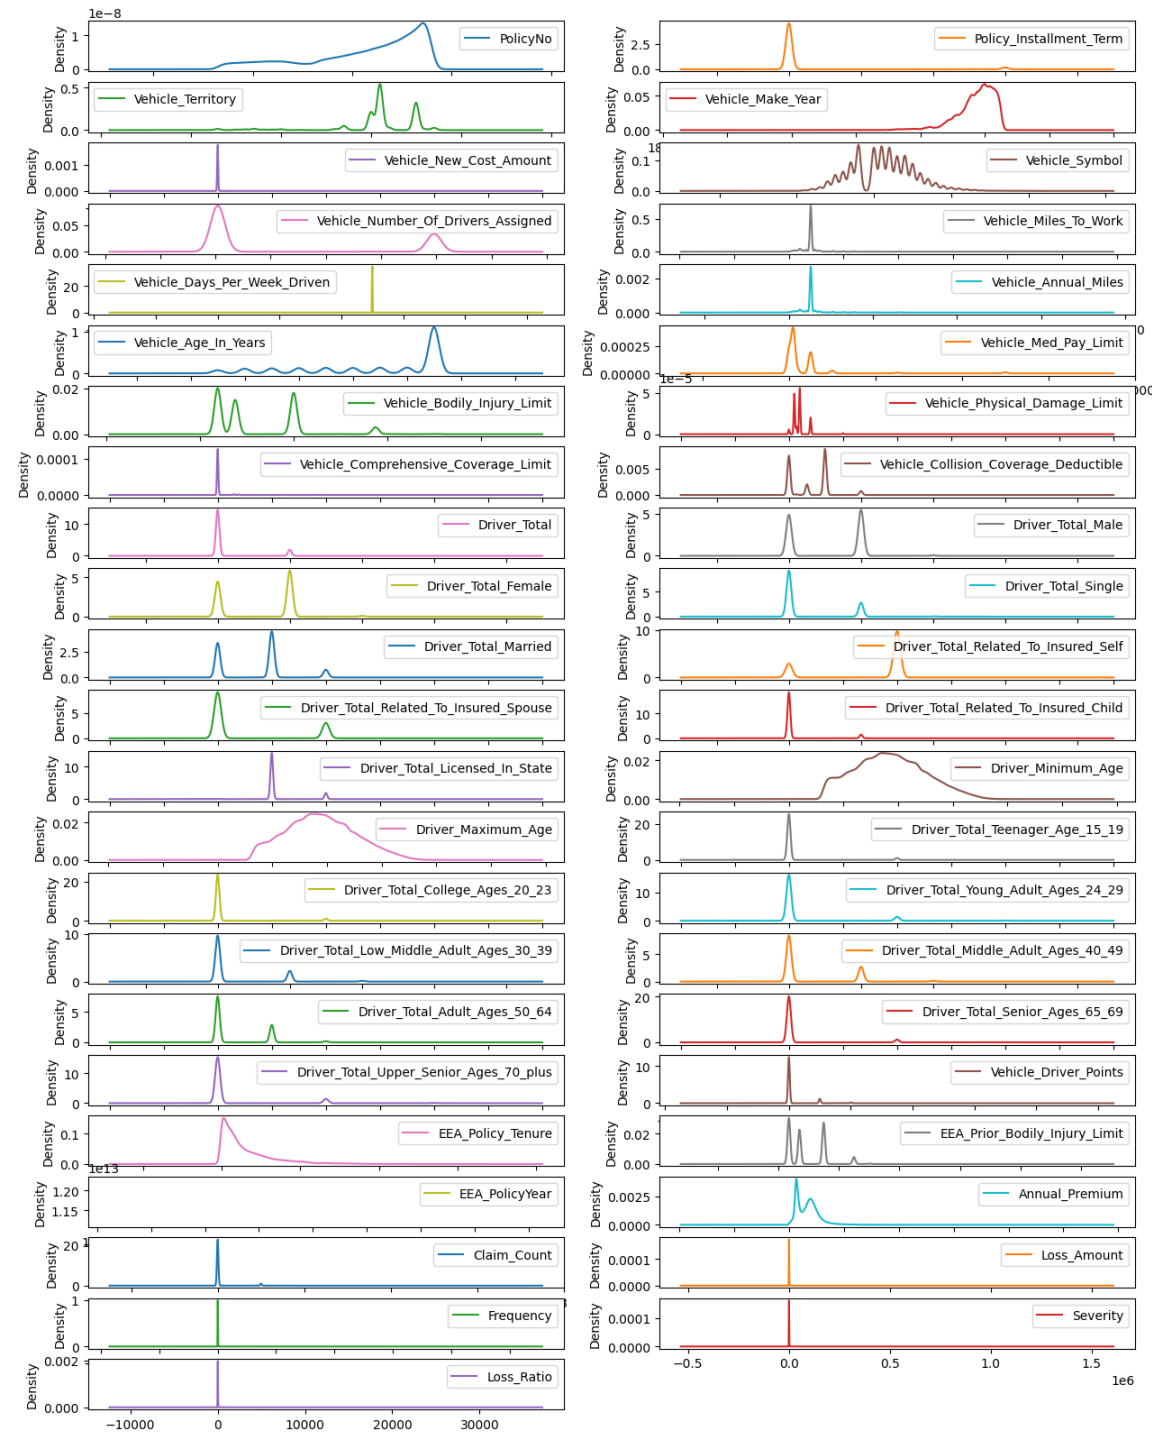 1e−8
Density
1
0
PolicyNo
Density
2.5
0.0
Policy_Installment_Term
Density
0.5
0.0
Vehicle_Territory
Density
0.05
0.00
Vehicle_Make_Year
Density
0.001
0.000
Vehicle_New_Cost_Amount
18
Density
0.1
0.0
Vehicle_Symbol
Density
0.05
0.00
Vehicle_Number_Of_Drivers_Assigned
Density
0.5
0.0
Vehicle_Miles_To_Work
Density
20
0
Vehicle_Days_Per_Week_Driven
Density
0.002
0.000
Vehicle_Annual_Miles
0
Density
1
0
Vehicle_Age_In_Years
Density
0.00025
0.00000
Vehicle_Med_Pay_Limit
1e−5
Density
0.02
0.00
Vehicle_Bodily_Injury_Limit
Density
5
0
Vehicle_Physical_Damage_Limit
Density
0.0001
0.0000
Vehicle_Comprehensive_Coverage_Limit
Density
0.005
0.000
Vehicle_Collision_Coverage_Deductible
Density
10
0
Driver_Total
Density
5
0
Driver_Total_Male
Density
5
0
Driver_Total_Female
Density
5
0
Driver_Total_Single
Density
2.5
0.0
Driver_Total_Married
Density
10
0
Driver_Total_Related_To_Insured_Self
Density
5
0
Driver_Total_Related_To_Insured_Spouse
Density
10
0
Driver_Total_Related_To_Insured_Child
Density
10
0
Driver_Total_Licensed_In_State
Density
0.02
0.00
Driver_Minimum_Age
Density
0.02
0.00
Driver_Maximum_Age
Density
20
0
Driver_Total_Teenager_Age_15_19
Density
20
0
Driver_Total_College_Ages_20_23
Density
10
0
Driver_Total_Young_Adult_Ages_24_29
Density
10
0
Driver_Total_Low_Middle_Adult_Ages_30_39
Density
5
0
Driver_Total_Middle_Adult_Ages_40_49
Density
5
0
Driver_Total_Adult_Ages_50_64
Density
20
0
Driver_Total_Senior_Ages_65_69
Density
10
0
Driver_Total_Upper_Senior_Ages_70_plus
Density
10
0
Vehicle_Driver_Points
Density
0.1
0.0
EEA_Policy_Tenure
Density
0.02
0.00
EEA_Prior_Bodily_Injury_Limit
1e13
Density
1.20
1.15
EEA_PolicyYear
Density
0.0025
0.0000
Annual_Premium
Density
20
0
Claim_Count
Density
0.0001
0.0000
Loss_Amount
Density
1
0
Frequency
Density
0.0001
0.0000
Severity
−0.5 0.0 0.5 1.0 1.5
1e6
Density
0.002
0.000
Loss_Ratio
−10000 0 10000 20000 30000